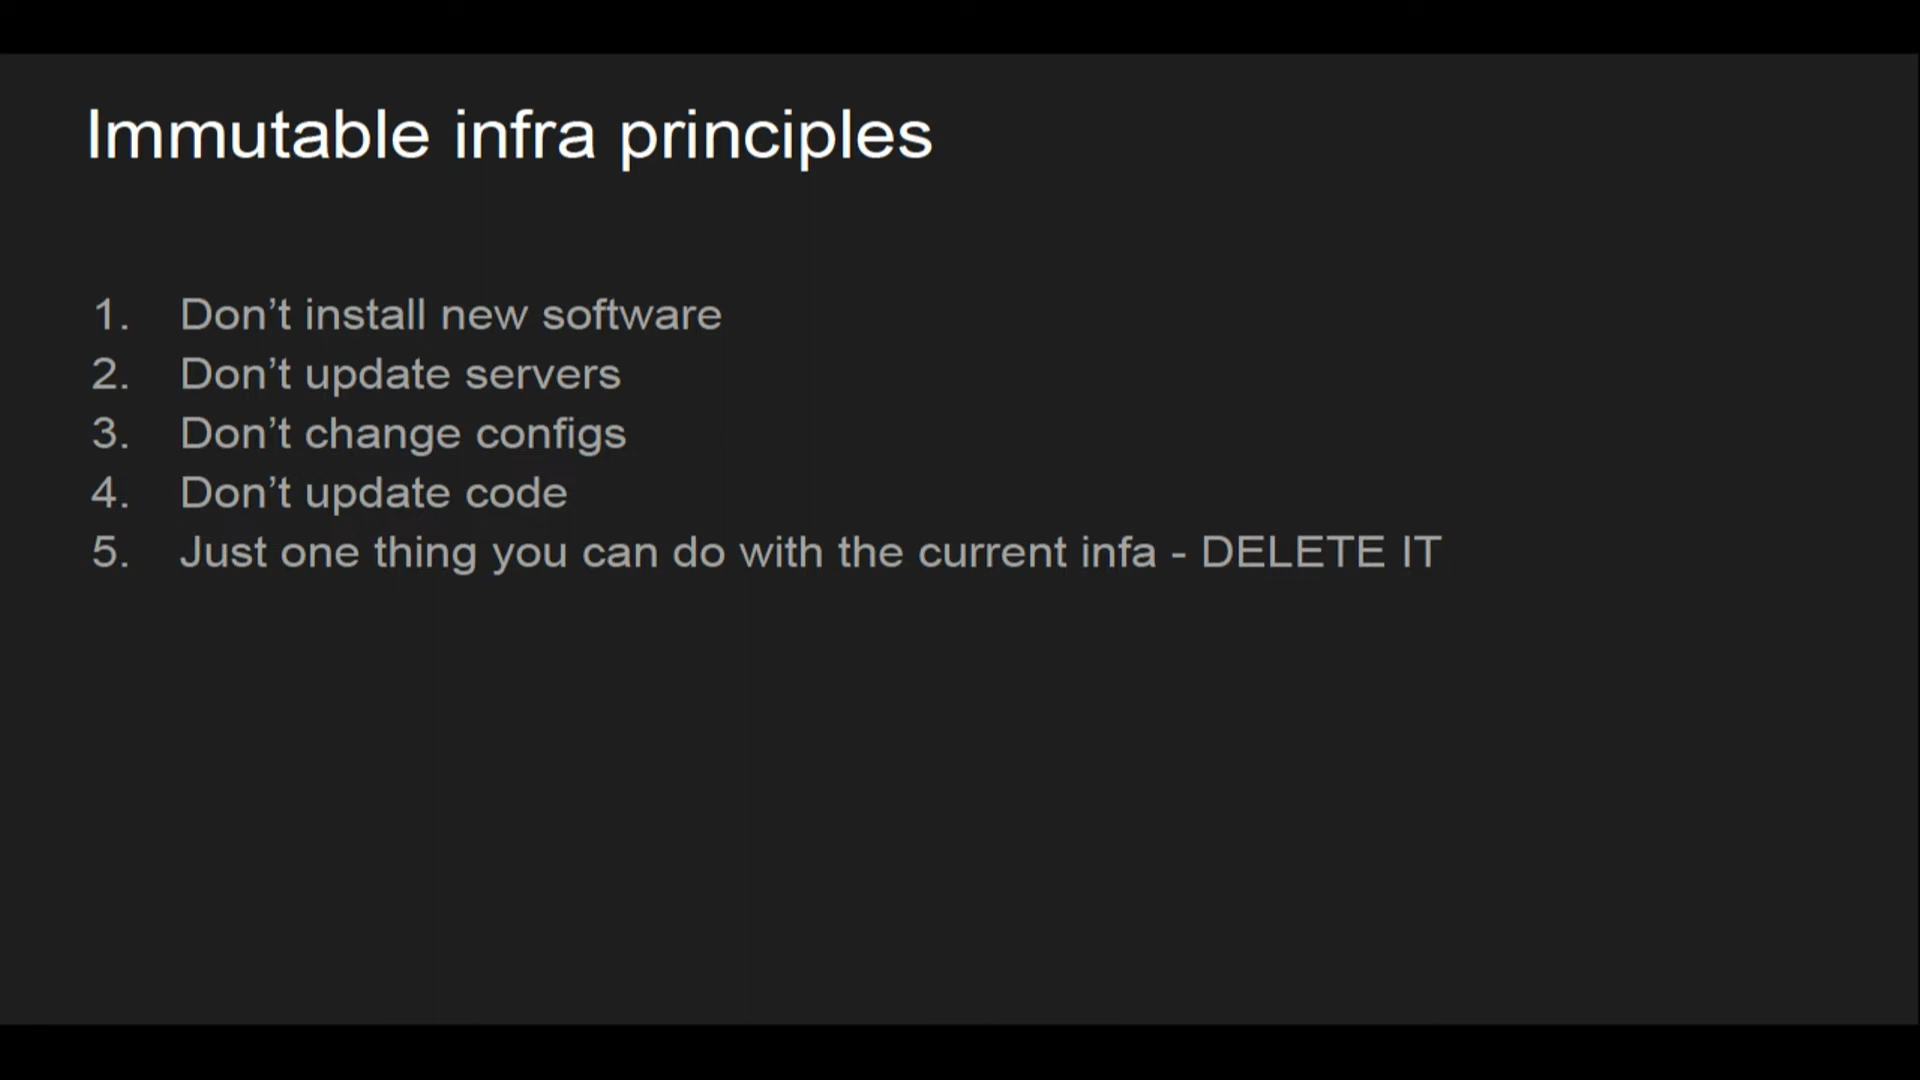 Immutable infra principles
1. Don’t install new software
2. Don’t update servers
3. Don’t change configs
4. Don’t update code
5. Just one thing you can do with the current infa - DELETE IT